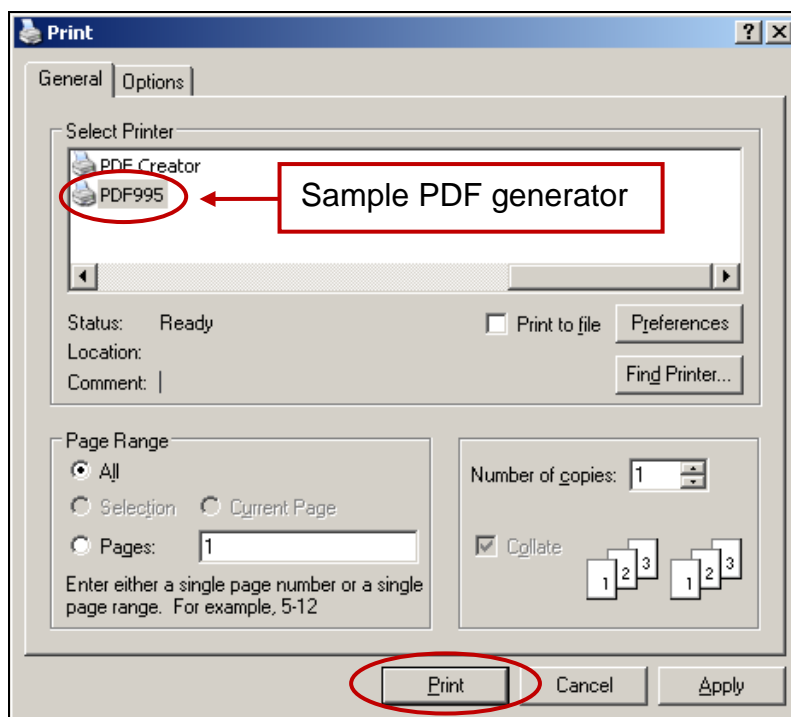 Print
General Options
Select Printer
PDF Creator
PDF995
Sample PDF generator
Status: Ready
Print to file
Preferences
Location:
Comment:
Find Printer...
Page Range
All
Selection Current Page
Pages: 1
Enter either a single page number or a single
page range. For example, 5-12
Number of copies: 1
Collate
1 2 3 1 2 3
Print Cancel Apply